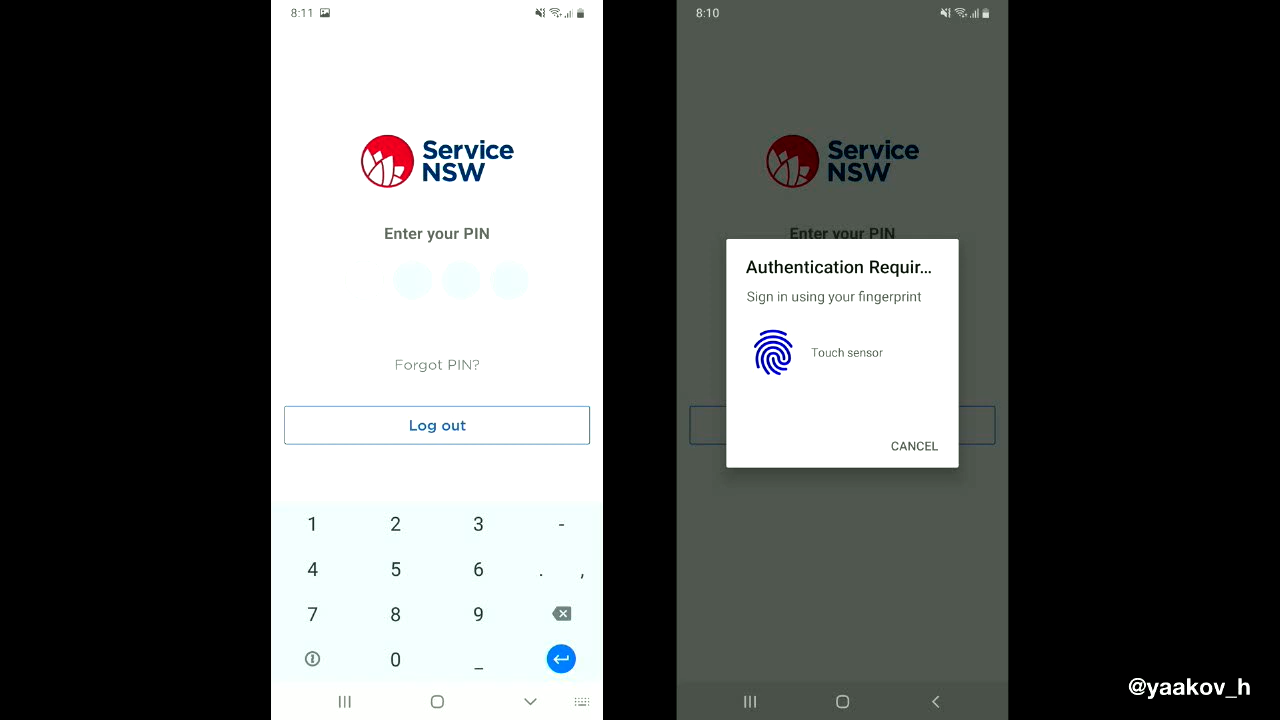 8:11
Service
NSW
Enter your PIN
Forgot PIN?
Log out
1 2 3 -
4 5 6 . ,
7 8 9
0 _
8:10
Service
NSW
Enter your PIN
Authentication Requir...
Sign in using your fingerprint
Touch sensor
CANCEL
@yaakov_h